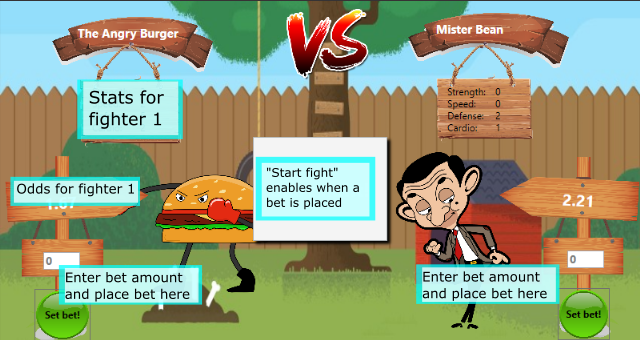 The Angry Burger
VS
Mister Bean
Stats for
fighter 1
Strength: 0
Speed: 0
Defense: 2
Cardio: 1
"Start fight"
enables when a
bet is placed
Odds for fighter 1
2.21
0
0
Enter bet amount
and place bet here
Enter bet amount
and place bet here
Set bet!
Set bet!